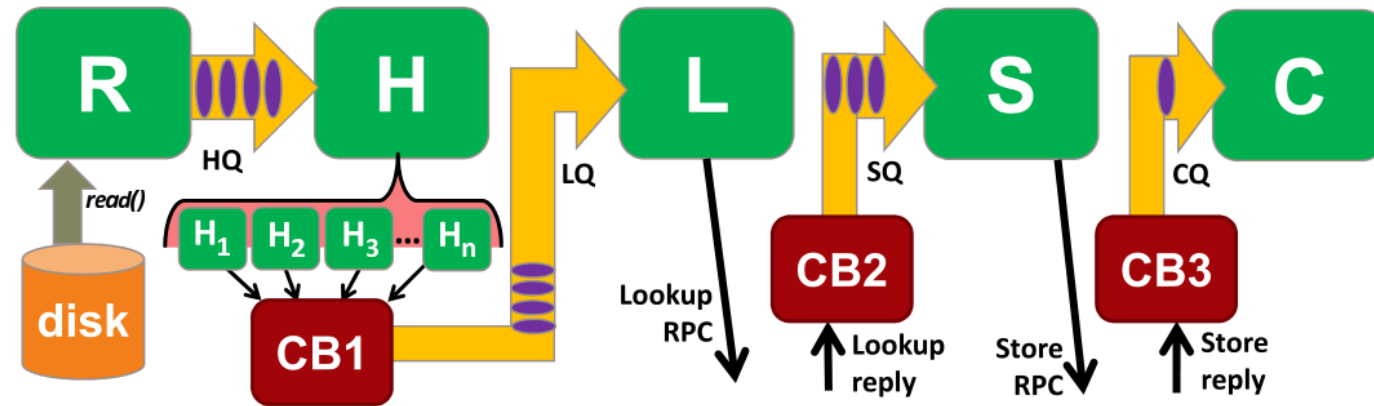 R
H
L
S
C
HQ
LQ
SQ
CQ
read()
H1
H2
H3
...
Hn
disk
CB1
CB2
CB3
Lookup
RPC
Lookup
reply
Store
RPC
Store
reply